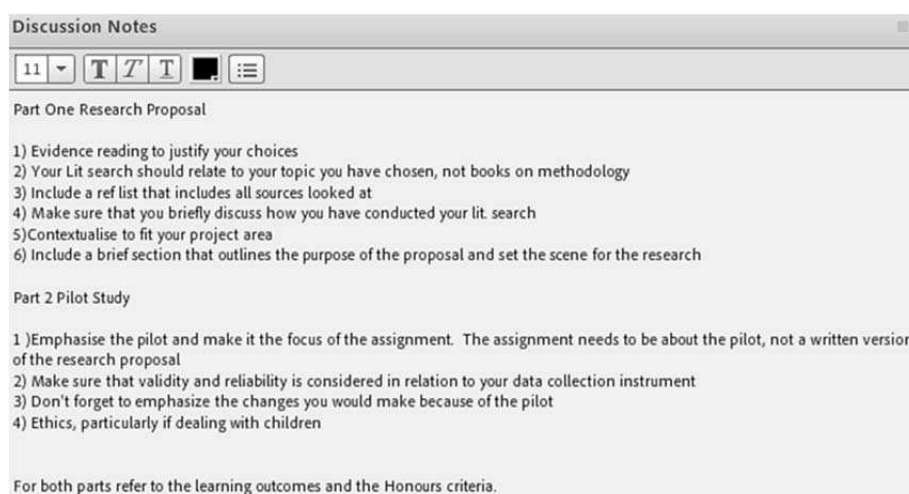 Discussion Notes
11 T T T
Part One Research Proposal
1) Evidence reading to justify your choices
2) Your Lit search should relate to your topic you have chosen, not books on methodology
3) Include a ref list that includes all sources looked at
4) Make sure that you briefly discuss how you have conducted your lit. search
5)Contextualise to fit your project area
6) Include a brief section that outlines the purpose of the proposal and set the scene for the research
Part 2 Pilot Study
1 )Emphasise the pilot and make it the focus of the assignment. The assignment needs to be about the pilot, not a written version
of the research proposal
2) Make sure that validity and reliability is considered in relation to your data collection instrument
3) Don't forget to emphasize the changes you would make because of the pilot
4) Ethics, particularly if dealing with children
For both parts refer to the learning outcomes and the Honours criteria.